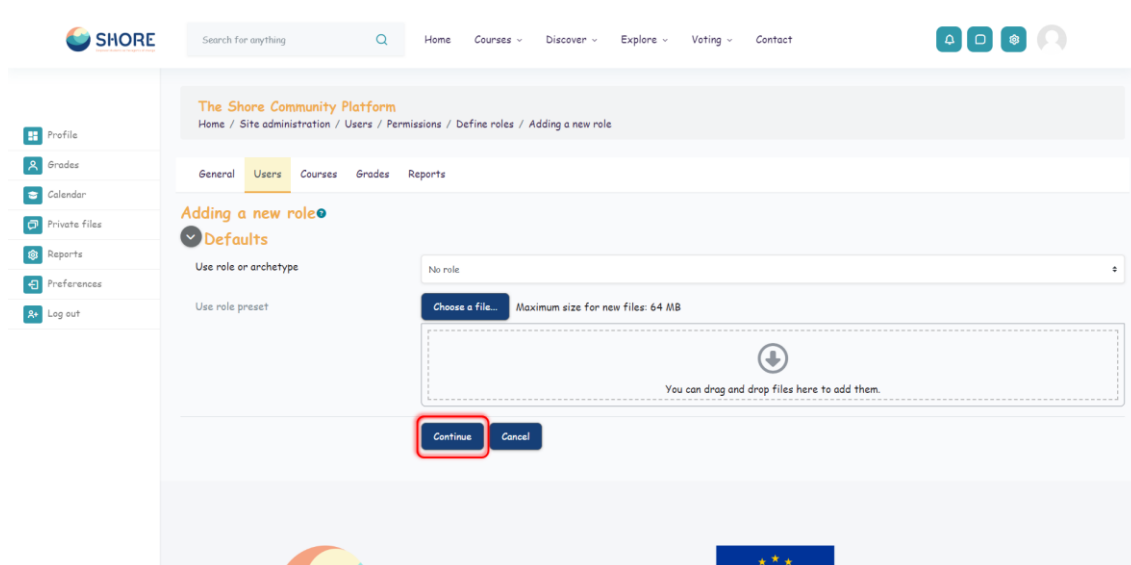 SHORE
Search for anything
Home Courses Discover Explore Voting Contact
The Shore Community Platform
Home / Site administration / Users / Permissions / Define roles / Adding a new role
Profile
Grades
Calendar
Private files
Reports
Preferences
Log out
General Users Courses Grades Reports
Adding a new role
Defaults
Use role or archetype
No role
Use role preset
Choose a file... Maximum size for new files: 64 MB
You can drag and drop files here to add them.
Continue Cancel